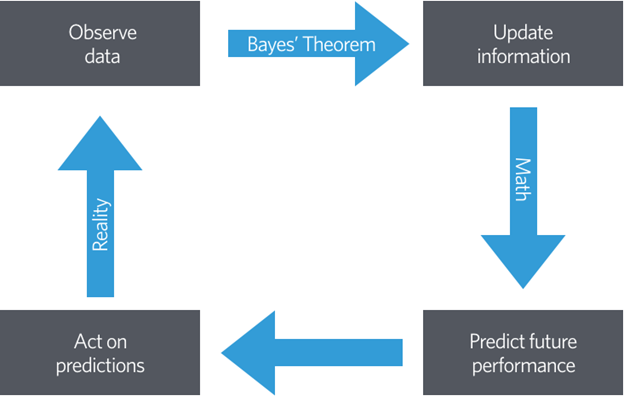 Observe
data
Bayes’ Theorem
Update
information
Math
Reality
Act on
predictions
Predict future
performance